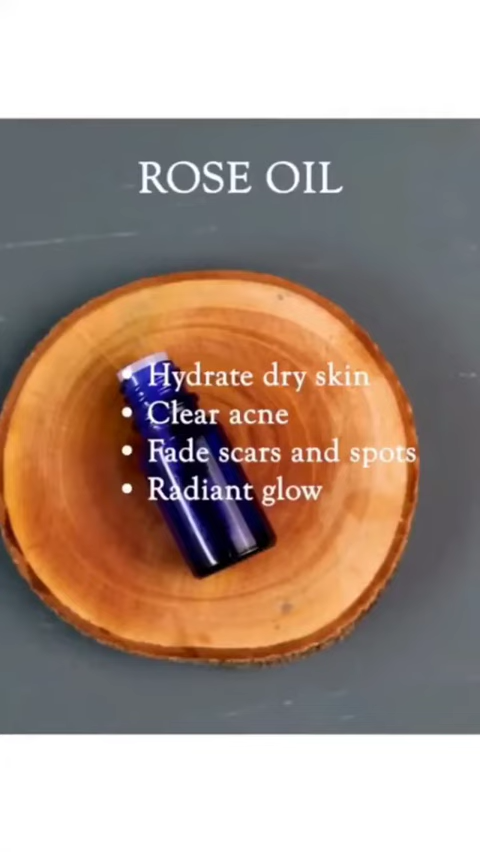 ROSE OIL
• Hydrate dry skin
• Clear acne
• Fade scars and spots
• Radiant glow